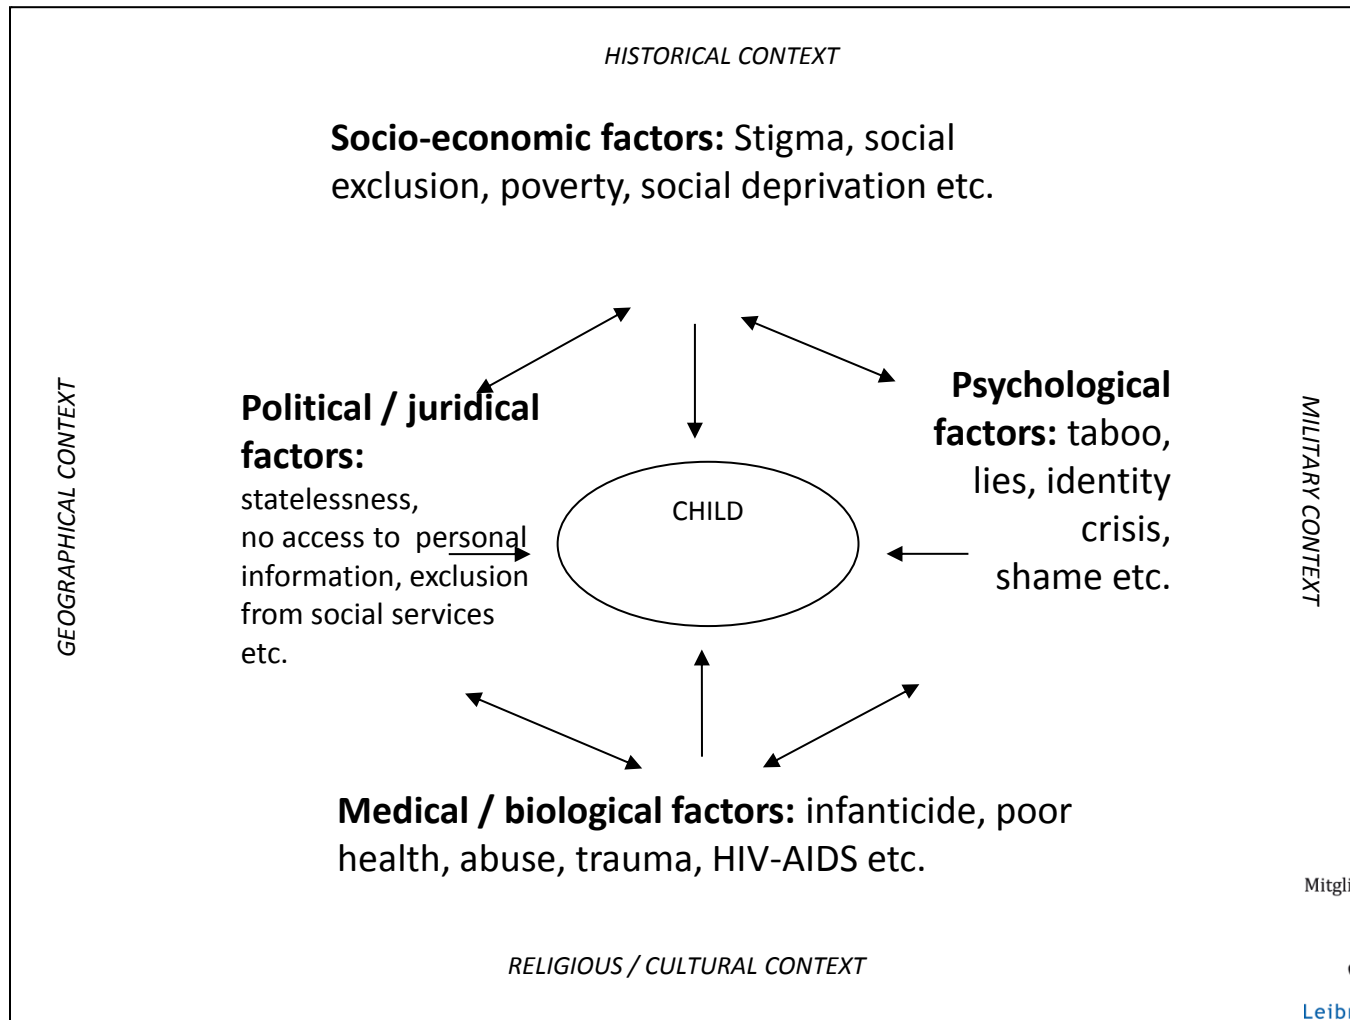 HISTORICAL CONTEXT
Socio-economic factors: Stigma, social
exclusion, poverty, social deprivation etc.
GEOGRAPHICAL CONTEXT
Political / juridical
factors:
statelessness,
no access to  personal
information, exclusion
from social services
etc.
CHILD
Psychological
factors: taboo,
lies, identity
crisis,
shame etc.
MILITARY CONTEXT
Medical / biological factors: infanticide, poor
health, abuse, trauma, HIV-AIDS etc.
RELIGIOUS / CULTURAL CONTEXT